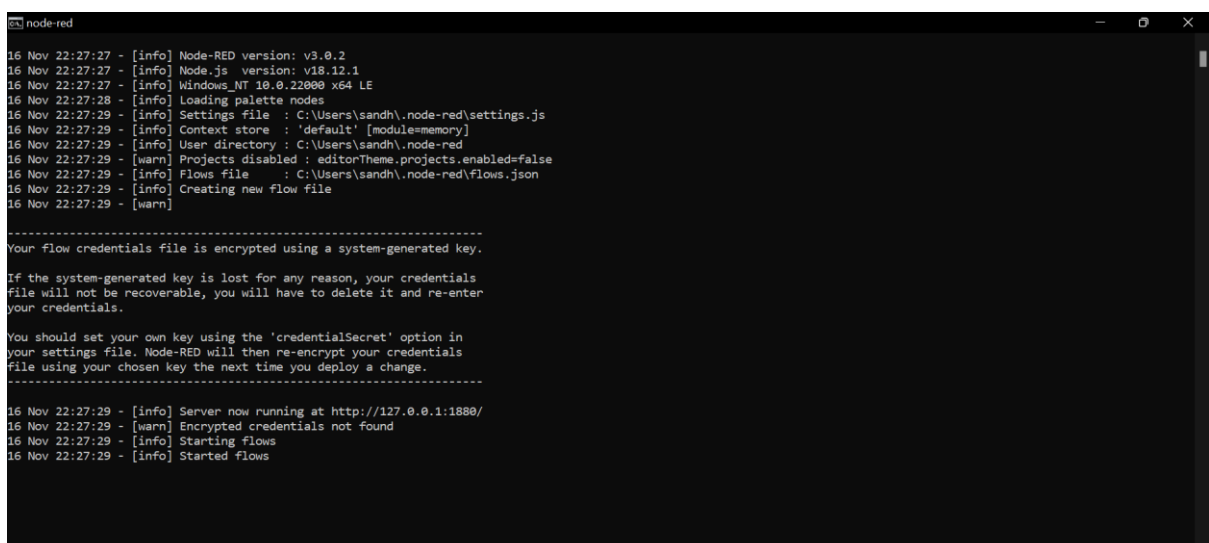 node-red
16 Nov 22:27:27 - [info] Node-RED version: v3.0.2
16 Nov 22:27:27 - [info] Node.js  version: v18.12.1
16 Nov 22:27:27 - [info] Windows_NT 10.0.22000 x64 LE
16 Nov 22:27:28 - [info] Loading palette nodes
16 Nov 22:27:29 - [info] Settings file  : C:\Users\sandh\.node-red\settings.js
16 Nov 22:27:29 - [info] Context store  : 'default' [module=memory]
16 Nov 22:27:29 - [info] User directory : C:\Users\sandh\.node-red
16 Nov 22:27:29 - [warn] Projects disabled : editorTheme.projects.enabled=false
16 Nov 22:27:29 - [info] Flows file     : C:\Users\sandh\.node-red\flows.json
16 Nov 22:27:29 - [info] Creating new flow file
16 Nov 22:27:29 - [warn]
---------------------------------------------------------------------
Your flow credentials file is encrypted using a system-generated key.
If the system-generated key is lost for any reason, your credentials
file will not be recoverable, you will have to delete it and re-enter
your credentials.
You should set your own key using the 'credentialSecret' option in
your settings file. Node-RED will then re-encrypt your credentials
file using your chosen key the next time you deploy a change.
---------------------------------------------------------------------
16 Nov 22:27:29 - [info] Server now running at http://127.0.0.1:1880/
16 Nov 22:27:29 - [warn] Encrypted credentials not found
16 Nov 22:27:29 - [info] Starting flows
16 Nov 22:27:29 - [info] Started flows